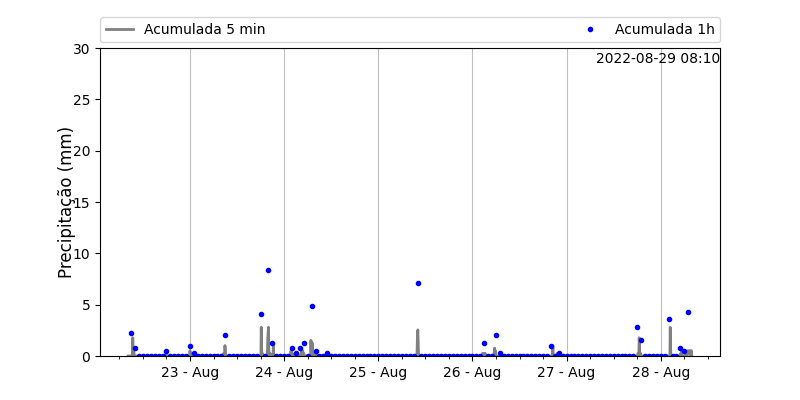 Acumulada 5 min
Acumulada 1h
2022-08-29 08:10
Precipitação (mm)
30
25
20
15
10
5
0
23 - Aug
24 - Aug
25 - Aug
26 - Aug
27 - Aug
28 - Aug